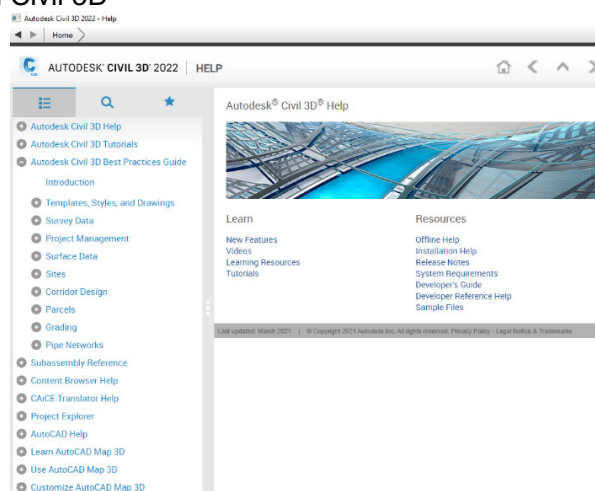 Civil 3D
Autodesk Civil 3D 2022 - Help
Home
AUTODESK® CIVIL 3D® 2022 | HELP
Autodesk Civil 3D Help
Autodesk Civil 3D Tutorials
Autodesk Civil 3D Best Practices Guide
Introduction
Templates, Styles, and Drawings
Survey Data
Project Management
Surface Data
Sites
Corridor Design
Parcels
Grading
Pipe Networks
Subassembly Reference
Content Browser Help
CAiCE Translator Help
Project Explorer
AutoCAD Help
Learn AutoCAD Map 3D
Use AutoCAD Map 3D
Customize AutoCAD Map 3D
Autodesk® Civil 3D® Help
Learn
New Features
Videos
Learning Resources
Tutorials
Resources
Offline Help
Installation Help
Release Notes
System Requirements
Developer's Guide
Developer Reference Help
Sample Files
Last updated: March 2021 | © Copyright 2021 Autodesk Inc. All rights reserved. Privacy Policy - Legal Notice & Trademarks